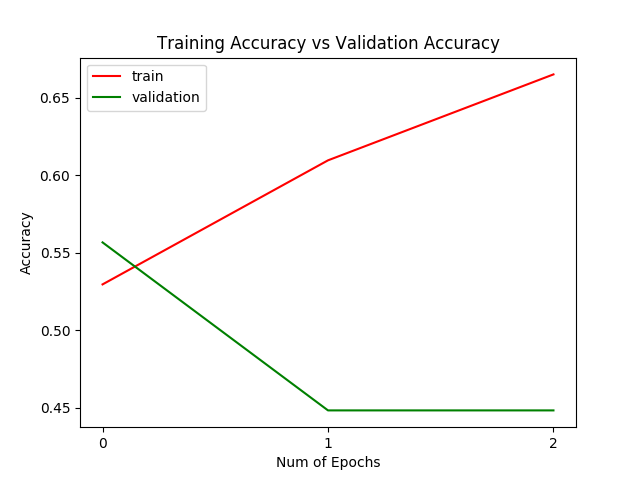 Training Accuracy vs Validation Accuracy
train
validation
Accuracy
0.65
0.60
0.55
0.50
0.45
0 1 2
Num of Epochs